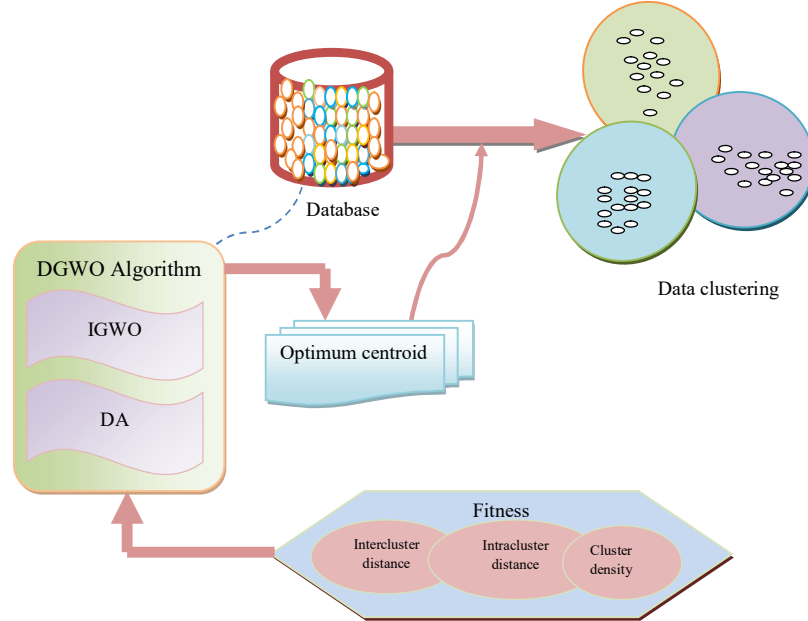 Database
Data clustering
DGWO Algorithm
IGWO
DA
Optimum centroid
Fitness
Intercluster
distance
Intracluster
distance
Cluster
density